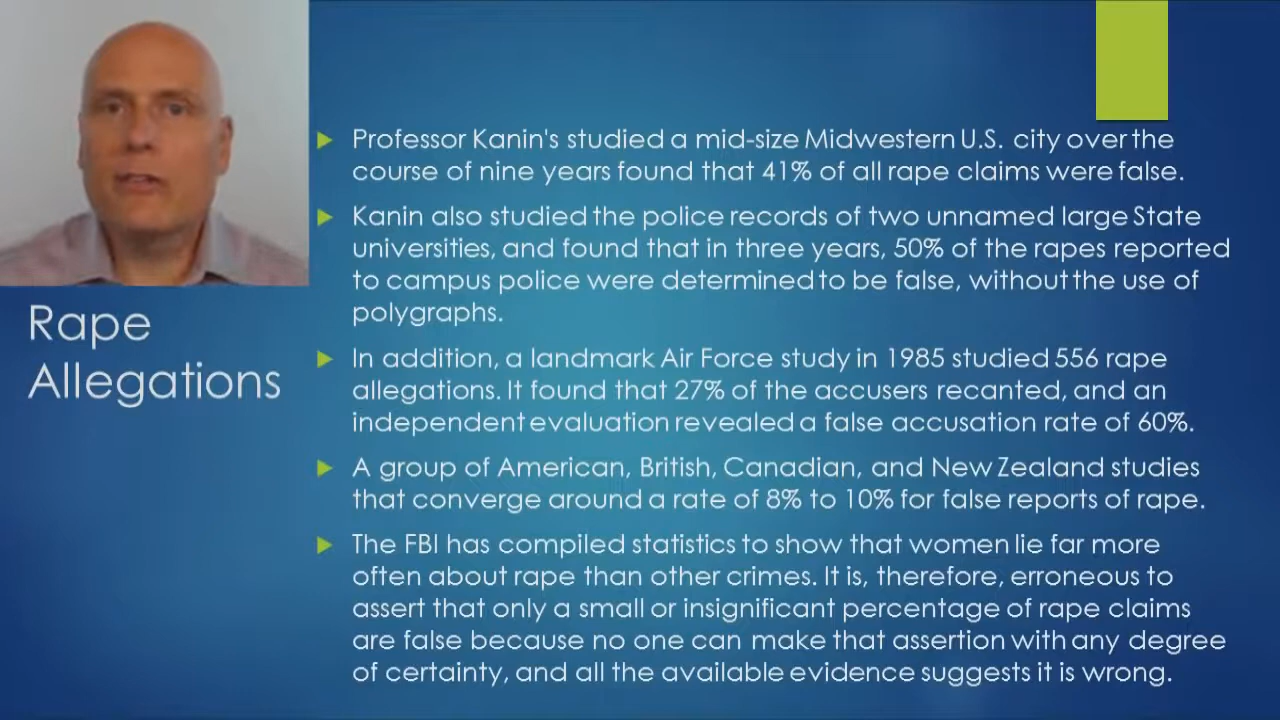 Rape
Allegations
Professor Kanin's studied a mid-size Midwestern U.S. city over the
course of nine years found that 41% of all rape claims were false.
Kanin also studied the police records of two unnamed large State
universities, and found that in three years, 50% of the rapes reported
to campus police were determined to be false, without the use of
polygraphs.
In addition, a landmark Air Force study in 1985 studied 556 rape
allegations. It found that 27% of the accusers recanted, and an
independent evaluation revealed a false accusation rate of 60%.
A group of American, British, Canadian, and New Zealand studies
that converge around a rate of 8% to 10% for false reports of rape.
The FBI has compiled statistics to show that women lie far more
often about rape than other crimes. It is, therefore, erroneous to
assert that only a small or insignificant percentage of rape claims
are false because no one can make that assertion with any degree
of certainty, and all the available evidence suggests it is wrong.